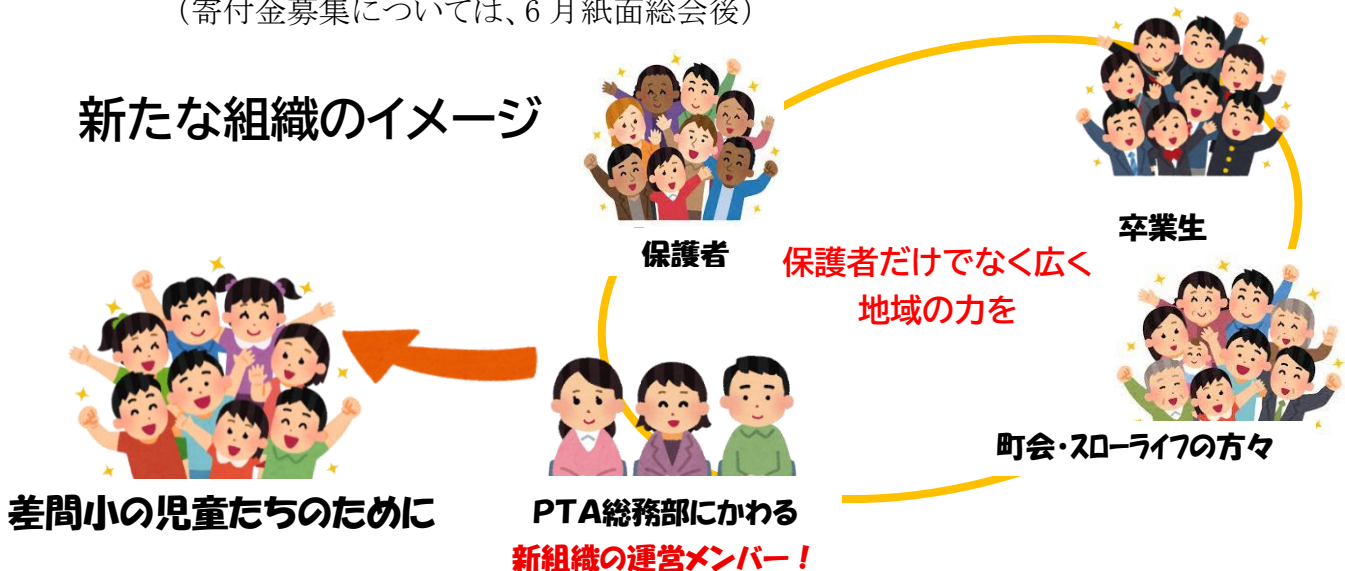 （寄付金募集については、6 月紙面総会後）
新たな組織のイメージ
保護者
卒業生
保護者だけでなく広く
地域の力を
町会・スローライフの方々
差間小の児童たちのために
PTA総務部にかわる
新組織の運営メンバー！